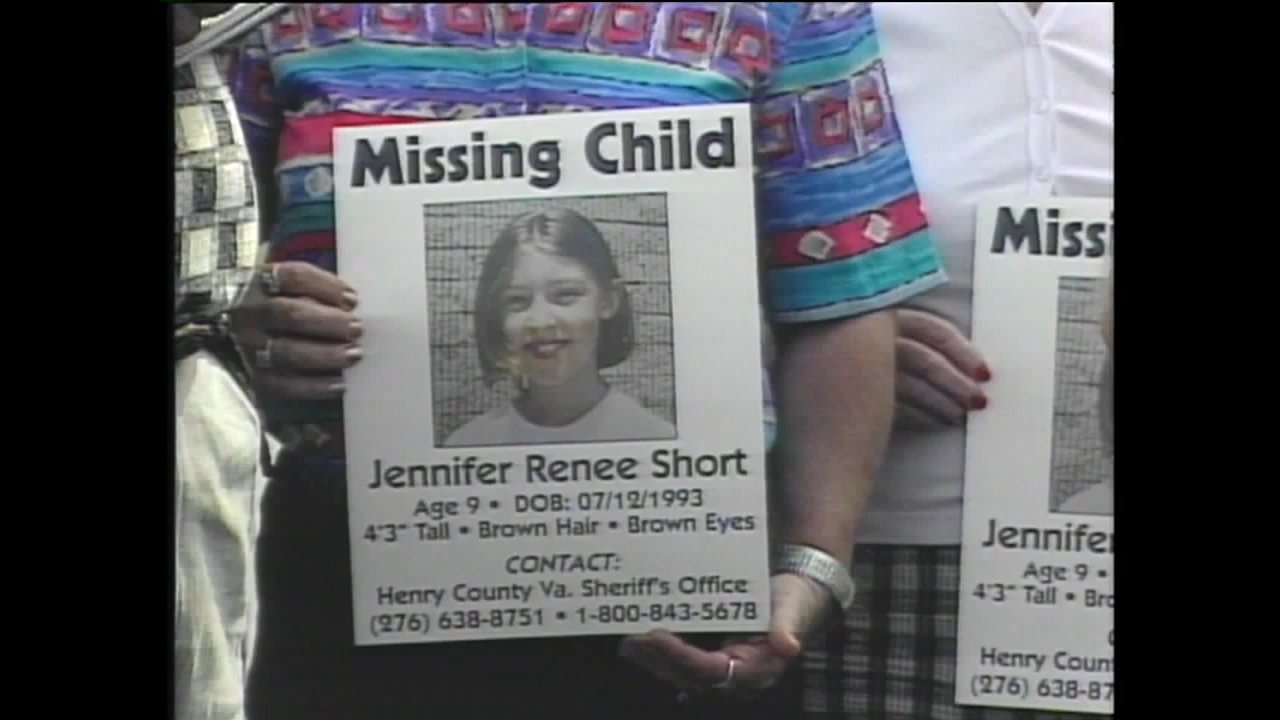 Missing Child
Jennifer Renee Short
Age 9 • DOB: 07/12/1993
4'3" Tall • Brown Hair • Brown Eyes
CONTACT:
Henry County Va. Sheriff's Office
(276) 638-8751 • 1-800-843-5678
Miss
Jennife
Age 9 •
4'3" Tall • Bro
Henry Coun
(276) 638-87